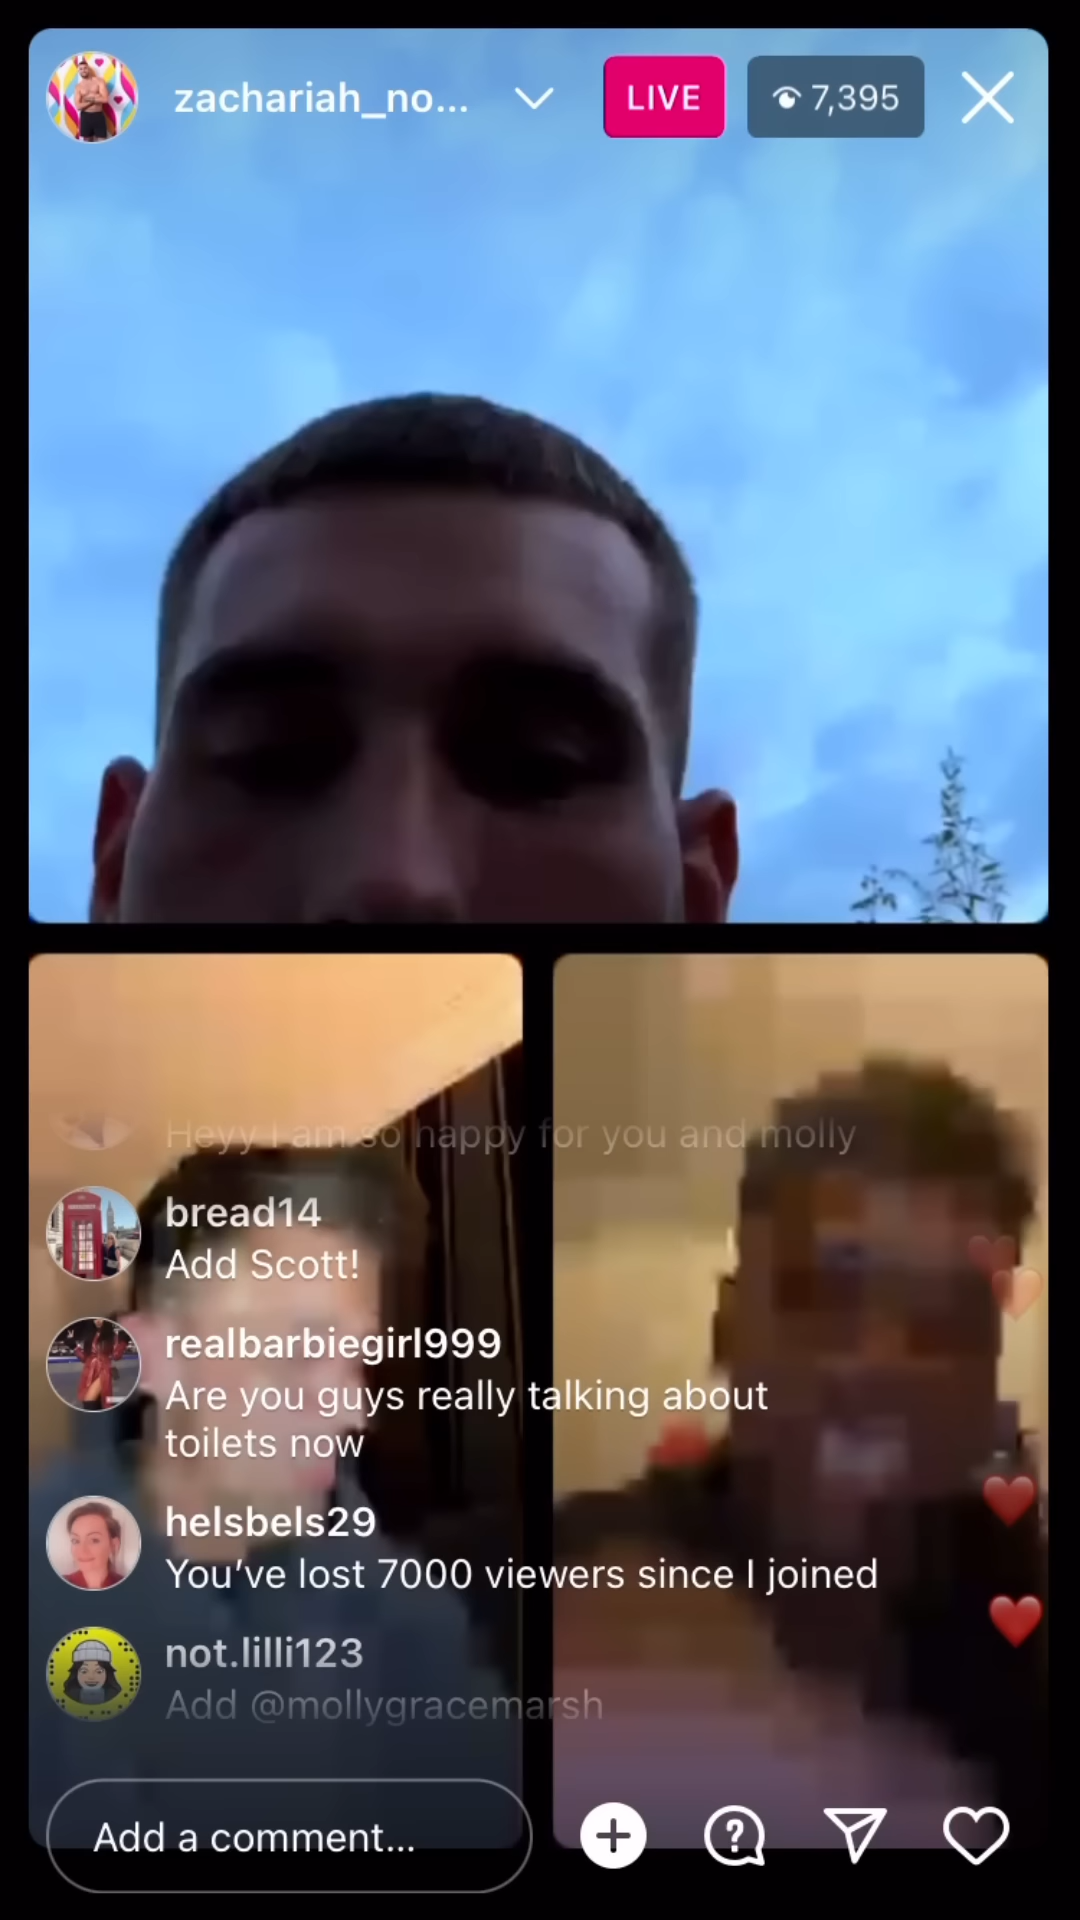 zachariah_no...
LIVE
7,395
Heyy I am so happy for you and molly
bread14
Add Scott!
realbarbiegirl999
Are you guys really talking about
toilets now
helsbels29
You’ve lost 7000 viewers since I joined
not.lilli123
Add @mollygracemarsh
Add a comment...